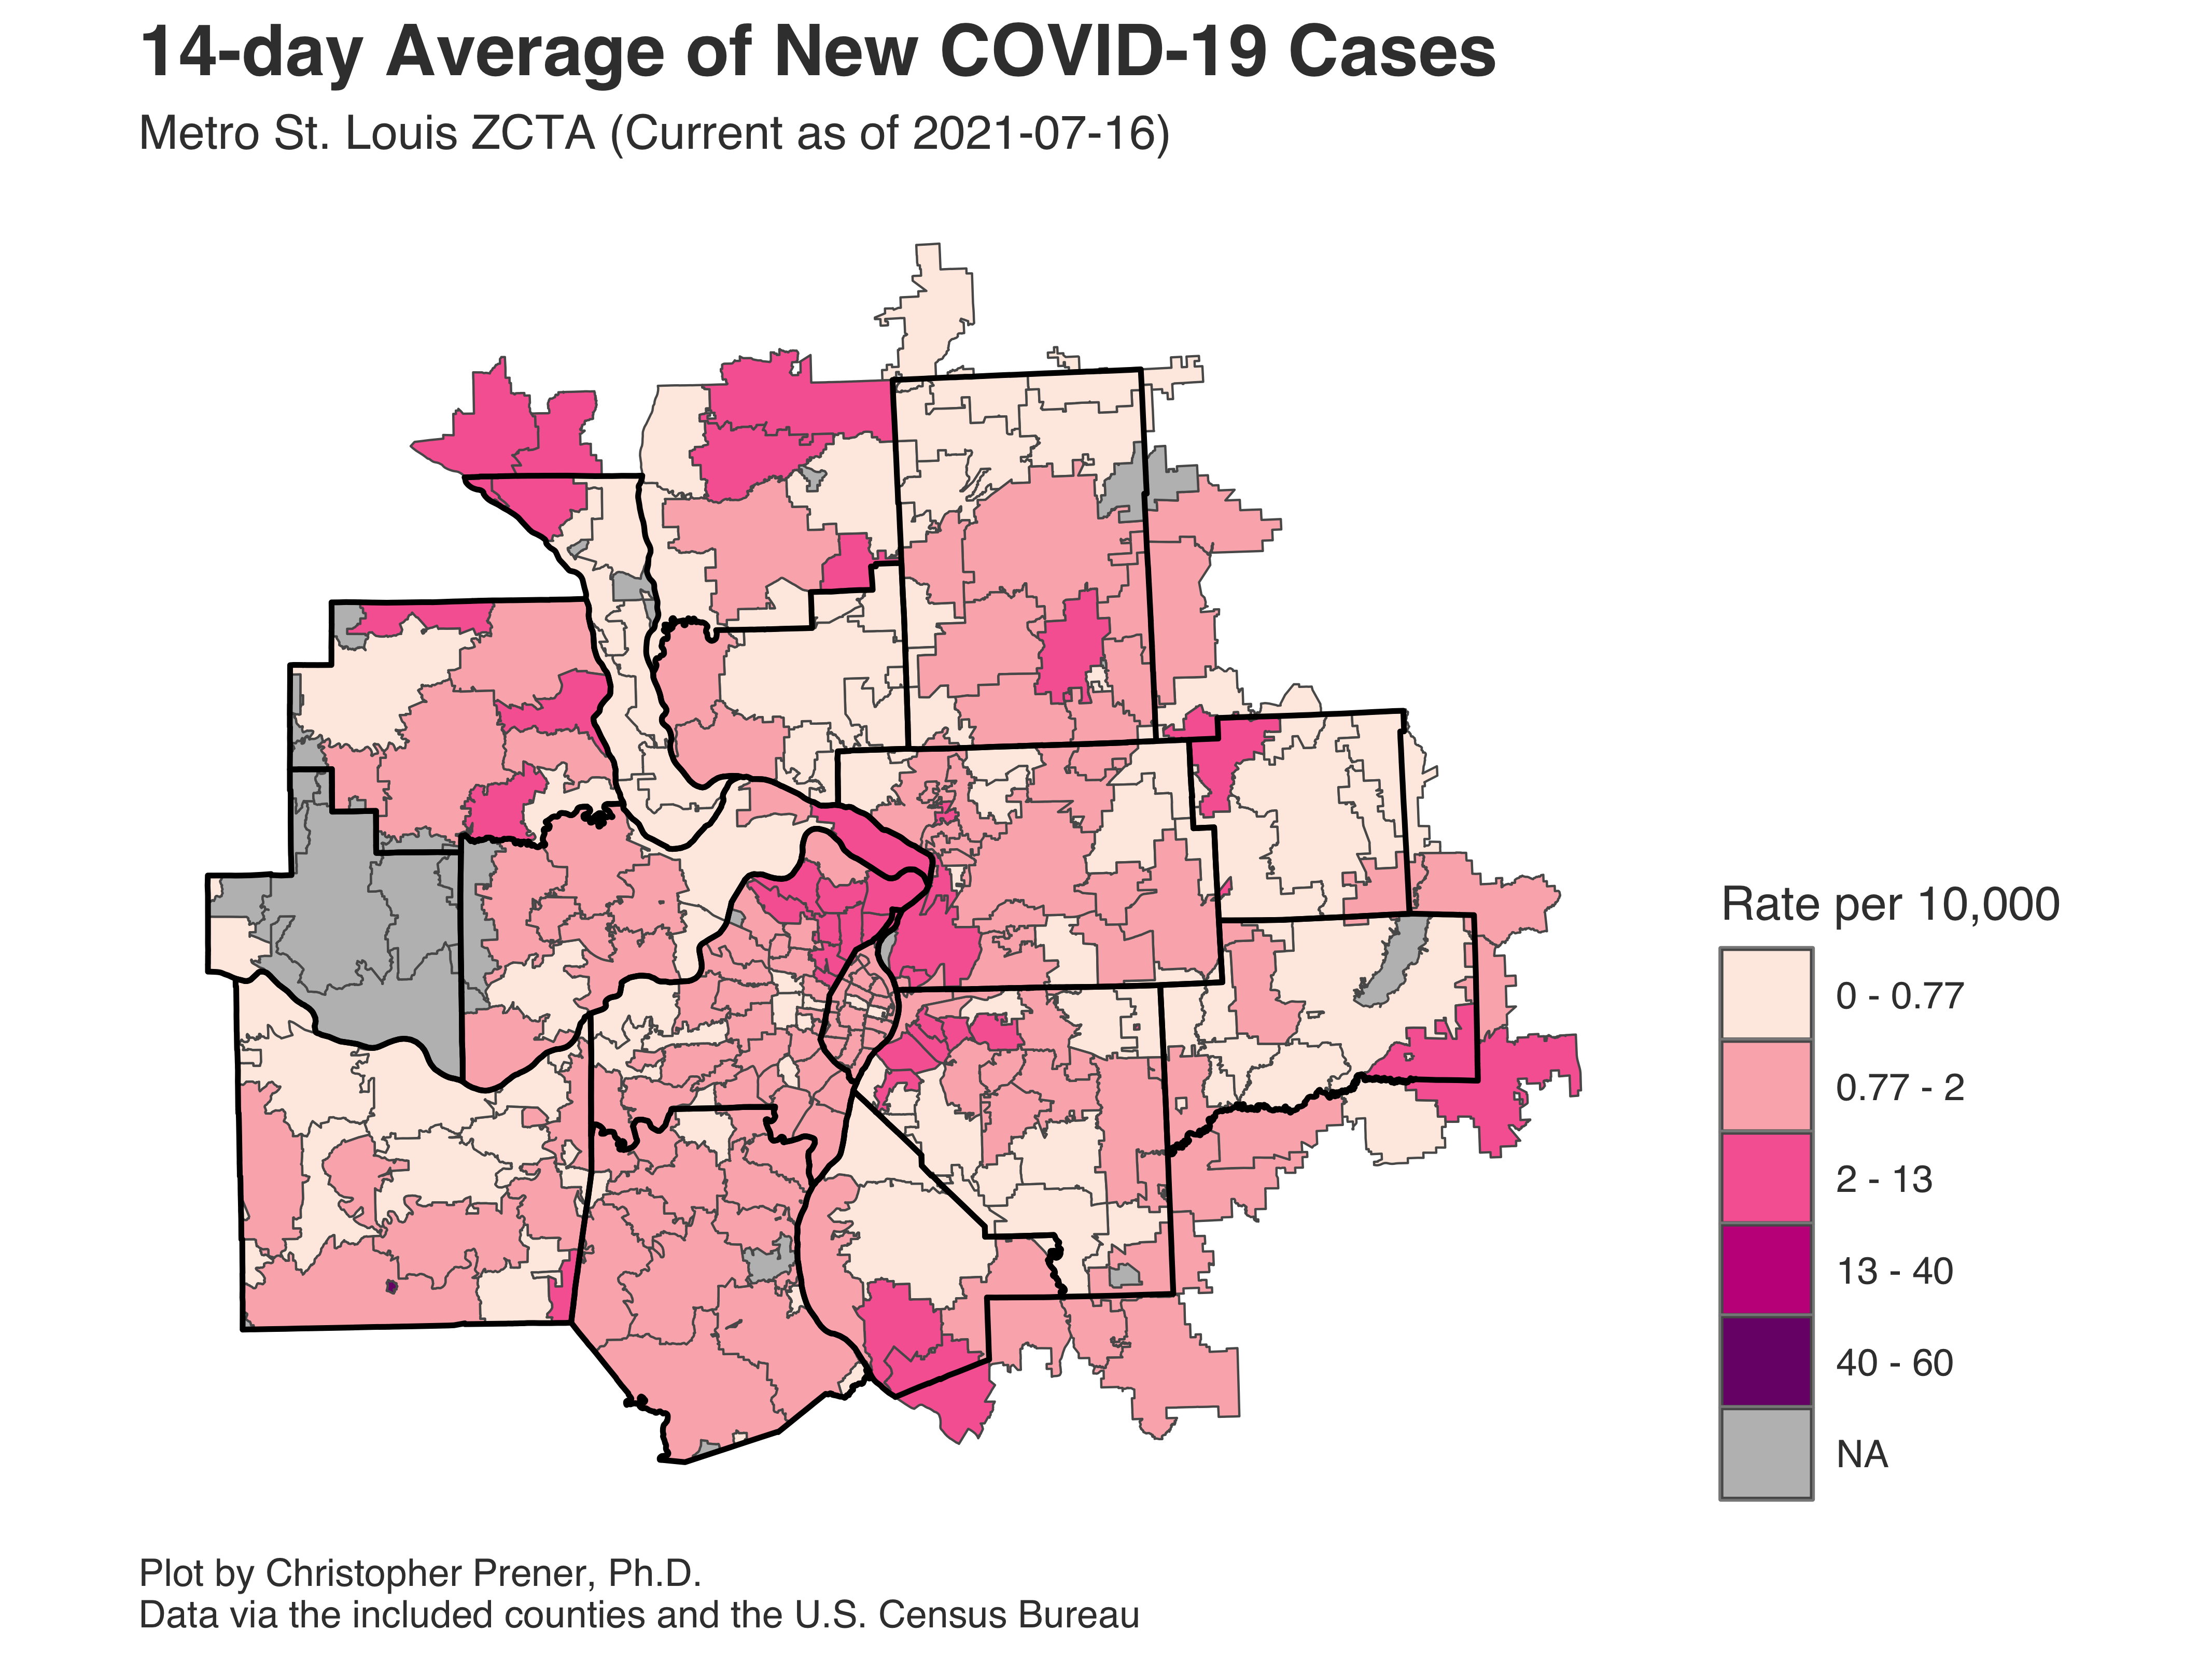 14-day Average of New COVID-19 Cases
Metro St. Louis ZCTA (Current as of 2021-07-16)
Rate per 10,000
0 - 0.77
0.77 - 2
2 - 13
13 - 40
40 - 60
NA
Plot by Christopher Prener, Ph.D.
Data via the included counties and the U.S. Census Bureau